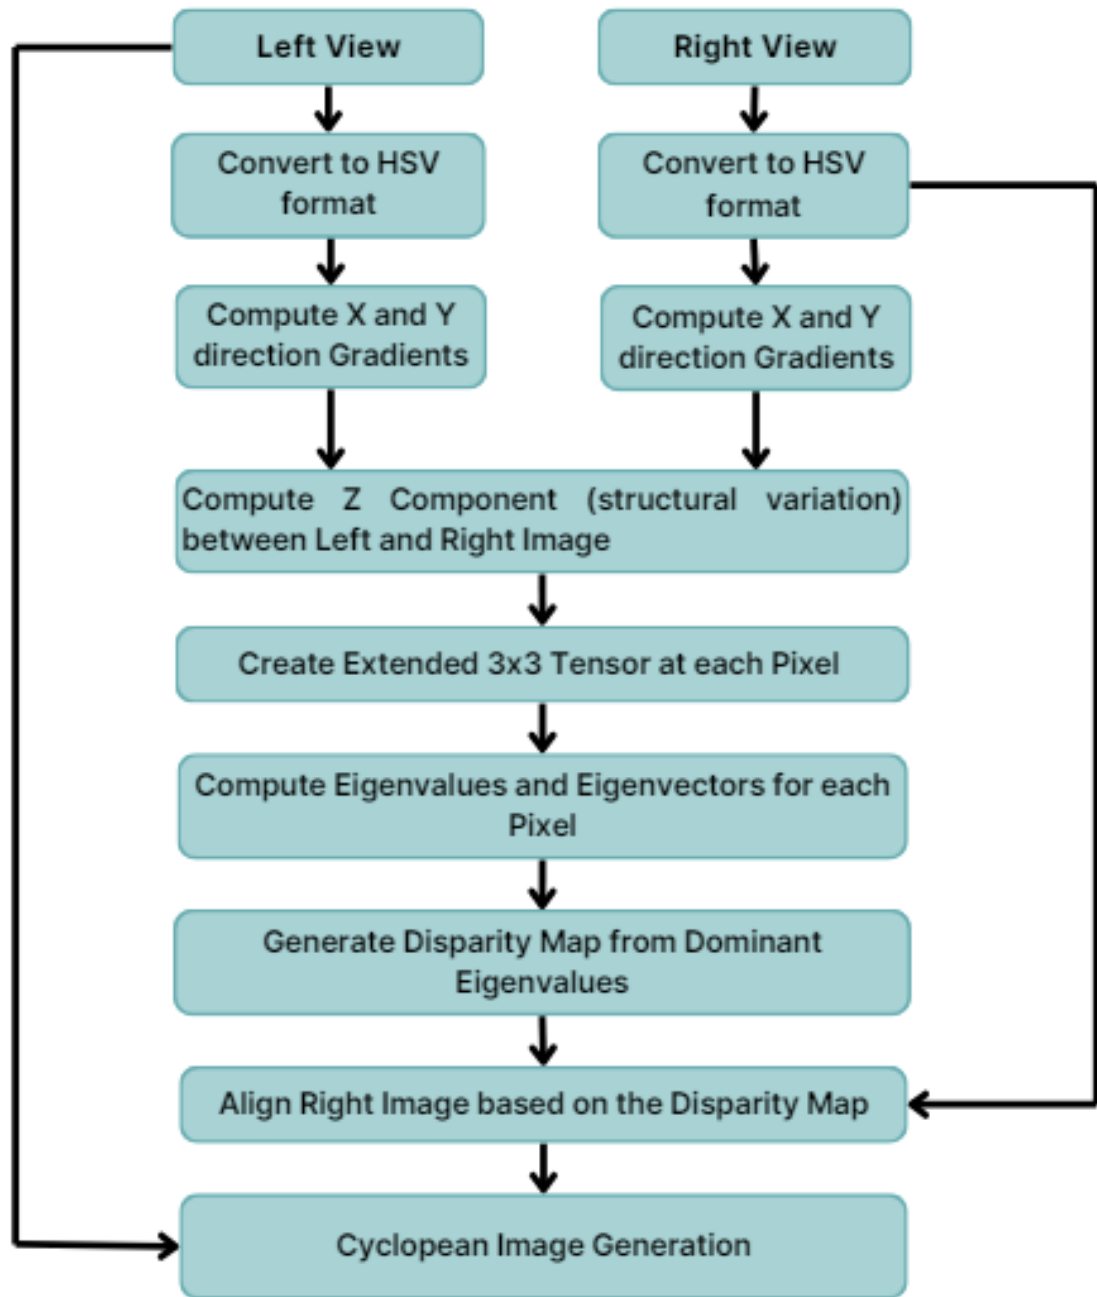 Left View
Right View
Convert to HSV
format
Convert to HSV
format
Compute X and Y
direction Gradients
Compute X and Y
direction Gradients
Compute Z Component (structural variation)
between Left and Right Image
Create Extended 3x3 Tensor at each Pixel
Compute Eigenvalues and Eigenvectors for each
Pixel
Generate Disparity Map from Dominant
Eigenvalues
Align Right Image based on the Disparity Map
Cyclopean Image Generation